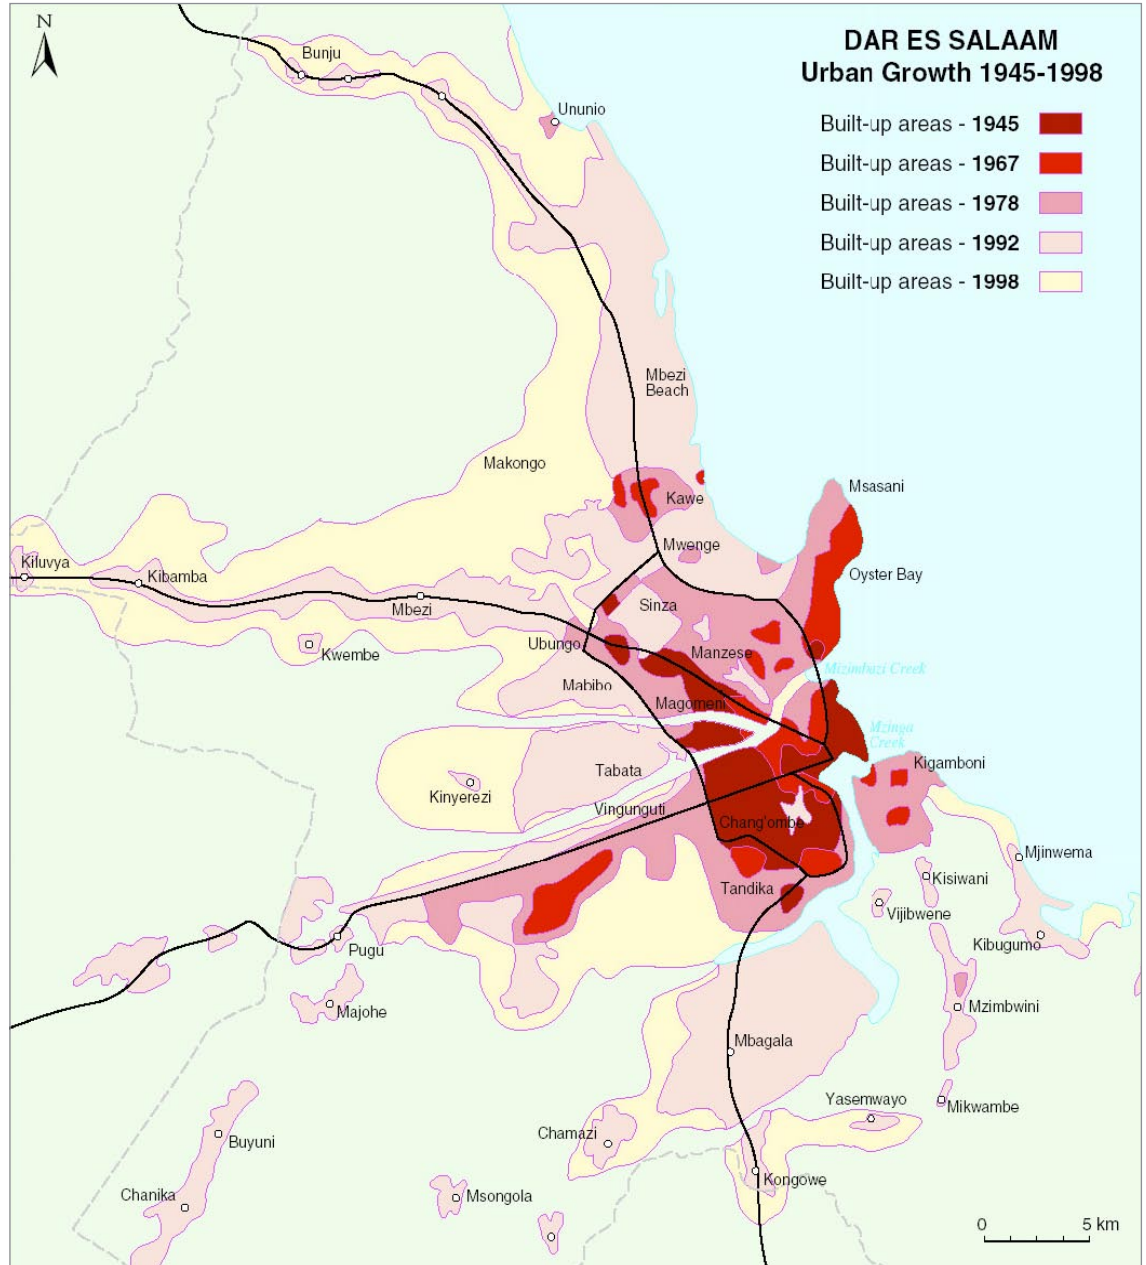 N
DAR ES SALAAM
Urban Growth 1945-1998
Built-up areas - 1945
Built-up areas - 1967
Built-up areas - 1978
Built-up areas - 1992
Built-up areas - 1998
Bunju
Ununio
Mbezi
Beach
Makongo
Kawe
Msasani
Mwenge
Kiluvya
Kibamba
Oyster Bay
Mbezi
Sinza
Ubungo
Kwembe
Manzese
Mizimbuzi Creek
Mabibo
Magomeni
Mzinga
Creek
Kigamboni
Tabata
Kinyerezi
Vingunguti
Chang'ombe
Mjinwema
Kisiwani
Tandika
Vijibwene
Kibugumo
Pugu
Majohe
Mzimbwini
Mbagala
Yasemwayo
Mikwambe
Buyuni
Chamazi
Kongowe
Chanika
Msongola
0 5 km